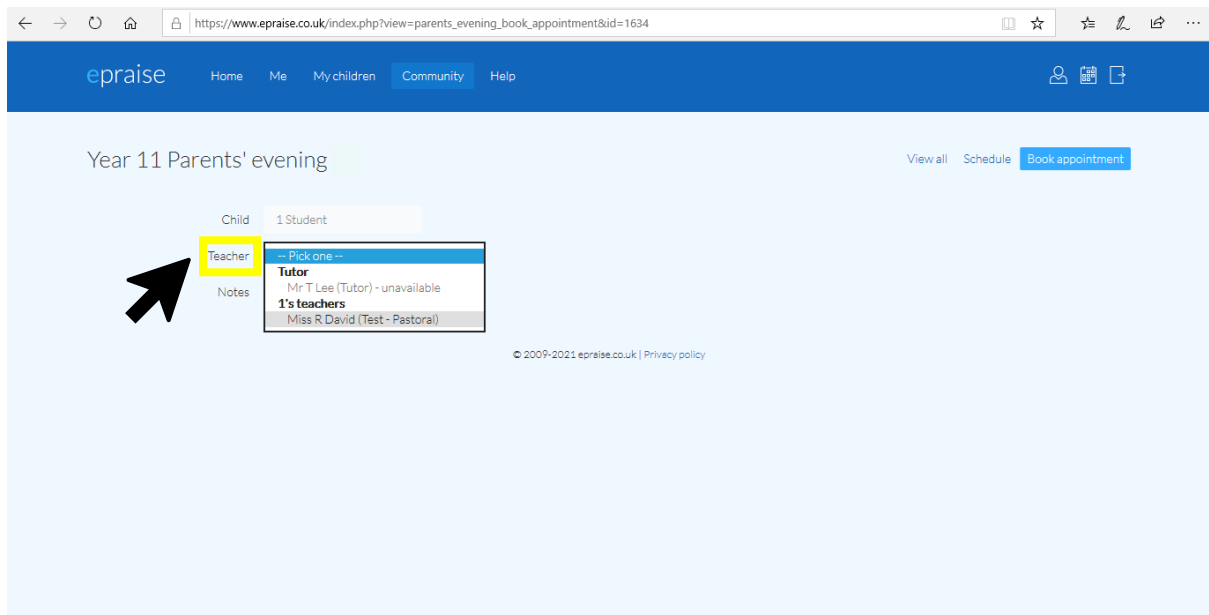 https://www.epraise.co.uk/index.php?view=parents_evening_book_appointment&id=1634
epraise Home Me My children Community Help
Year 11 Parents' evening View all Schedule Book appointment
Child 1 Student
Teacher -- Pick one --
Tutor
Mr T Lee (Tutor) - unavailable
Notes
1's teachers
Miss R David (Test - Pastoral)
© 2009-2021 epraise.co.uk | Privacy policy